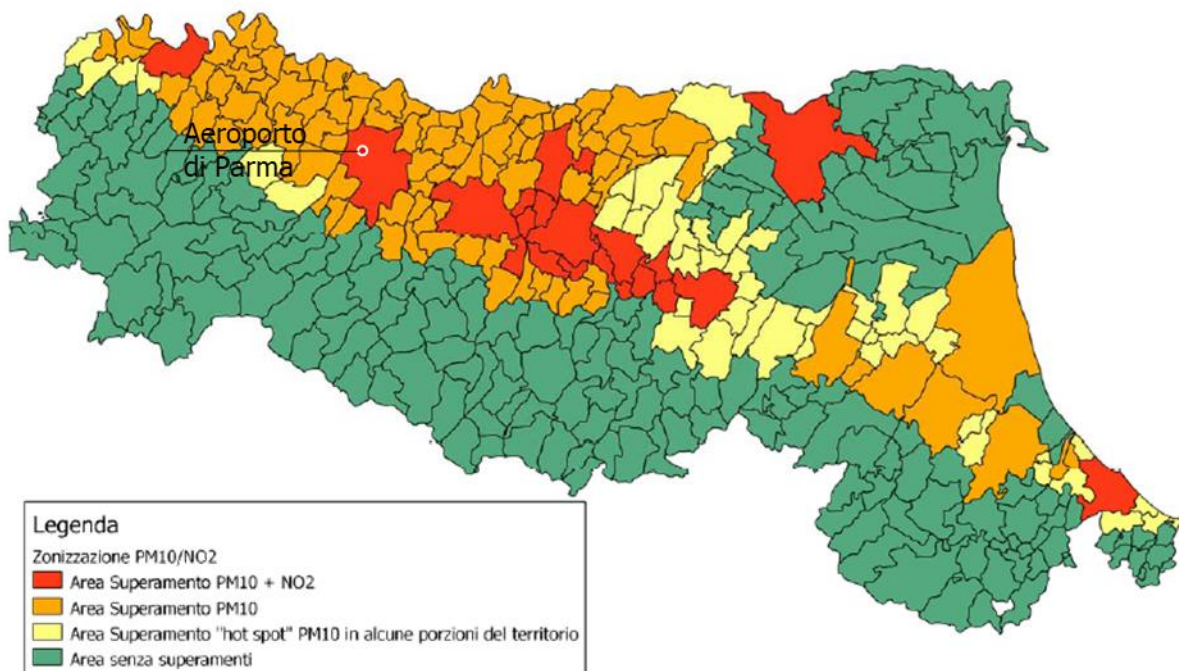 Aeroporto
di Parma
Legenda
Zonizzazione PM10/NO2
Area Superamento PM10 + NO2
Area Superamento PM10
Area Superamento "hot spot" PM10 in alcune porzioni del territorio
Area senza superamenti